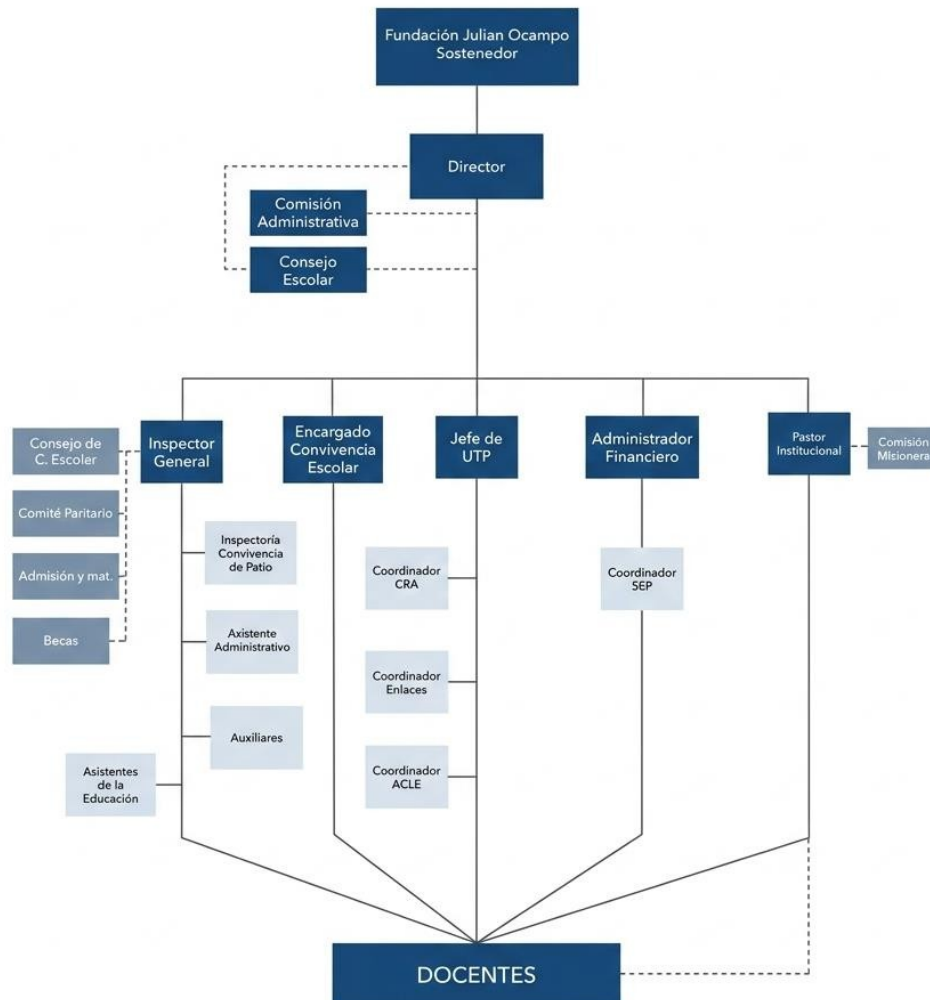 Fundación Julian Ocampo
Sostenedor
Director
Comisión
Administrativa
Consejo
Escolar
Consejo de
C. Escoler
Inspector
General
Encargado
Convivencia
Escolar
Jefe de
UTP
Administrador
Financiero
Pastor
Institucional
Comisión
Misionera
Comité Paritario
Admisión y mat.
Becas
Inspectoría
Convivencia
de Patio
Axistente
Administrativo
Auxiliares
Asistentes
de la
Educación
Coordinador
CRA
Coordinador
Enlaces
Coordinador
ACLE
Coordinador
SEP
DOCENTES